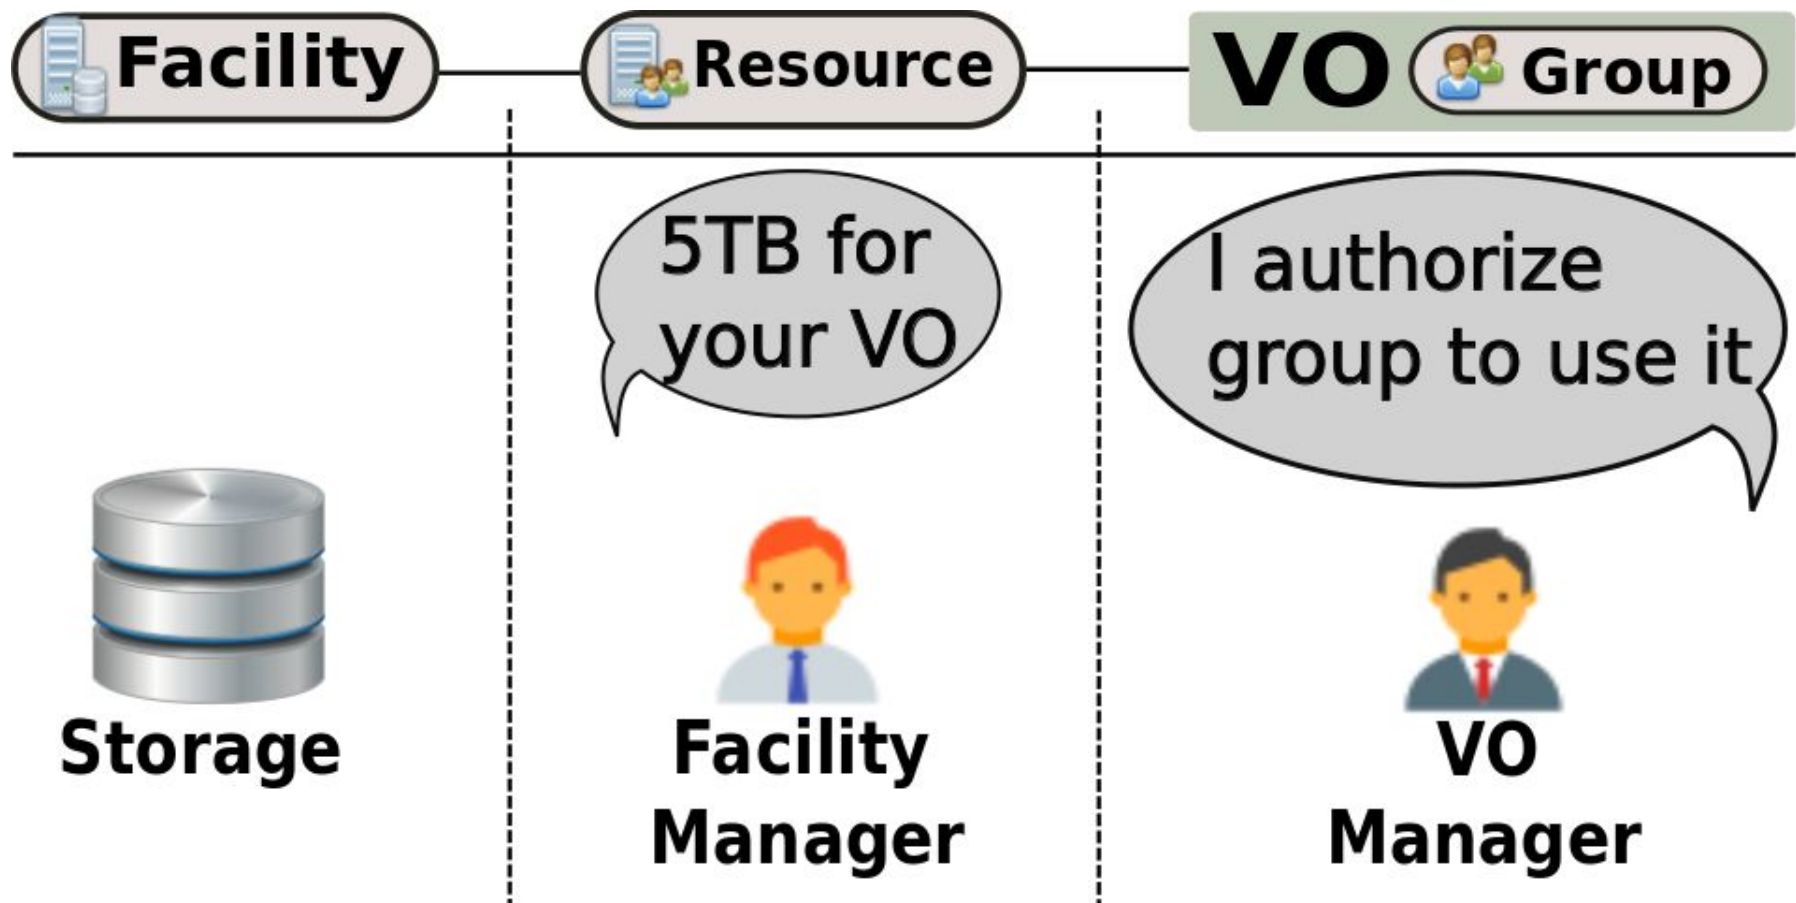 Facility
Resource
VO
Group
5TB for
your VO
I authorize
group to use it
Storage
Facility
Manager
VO
Manager